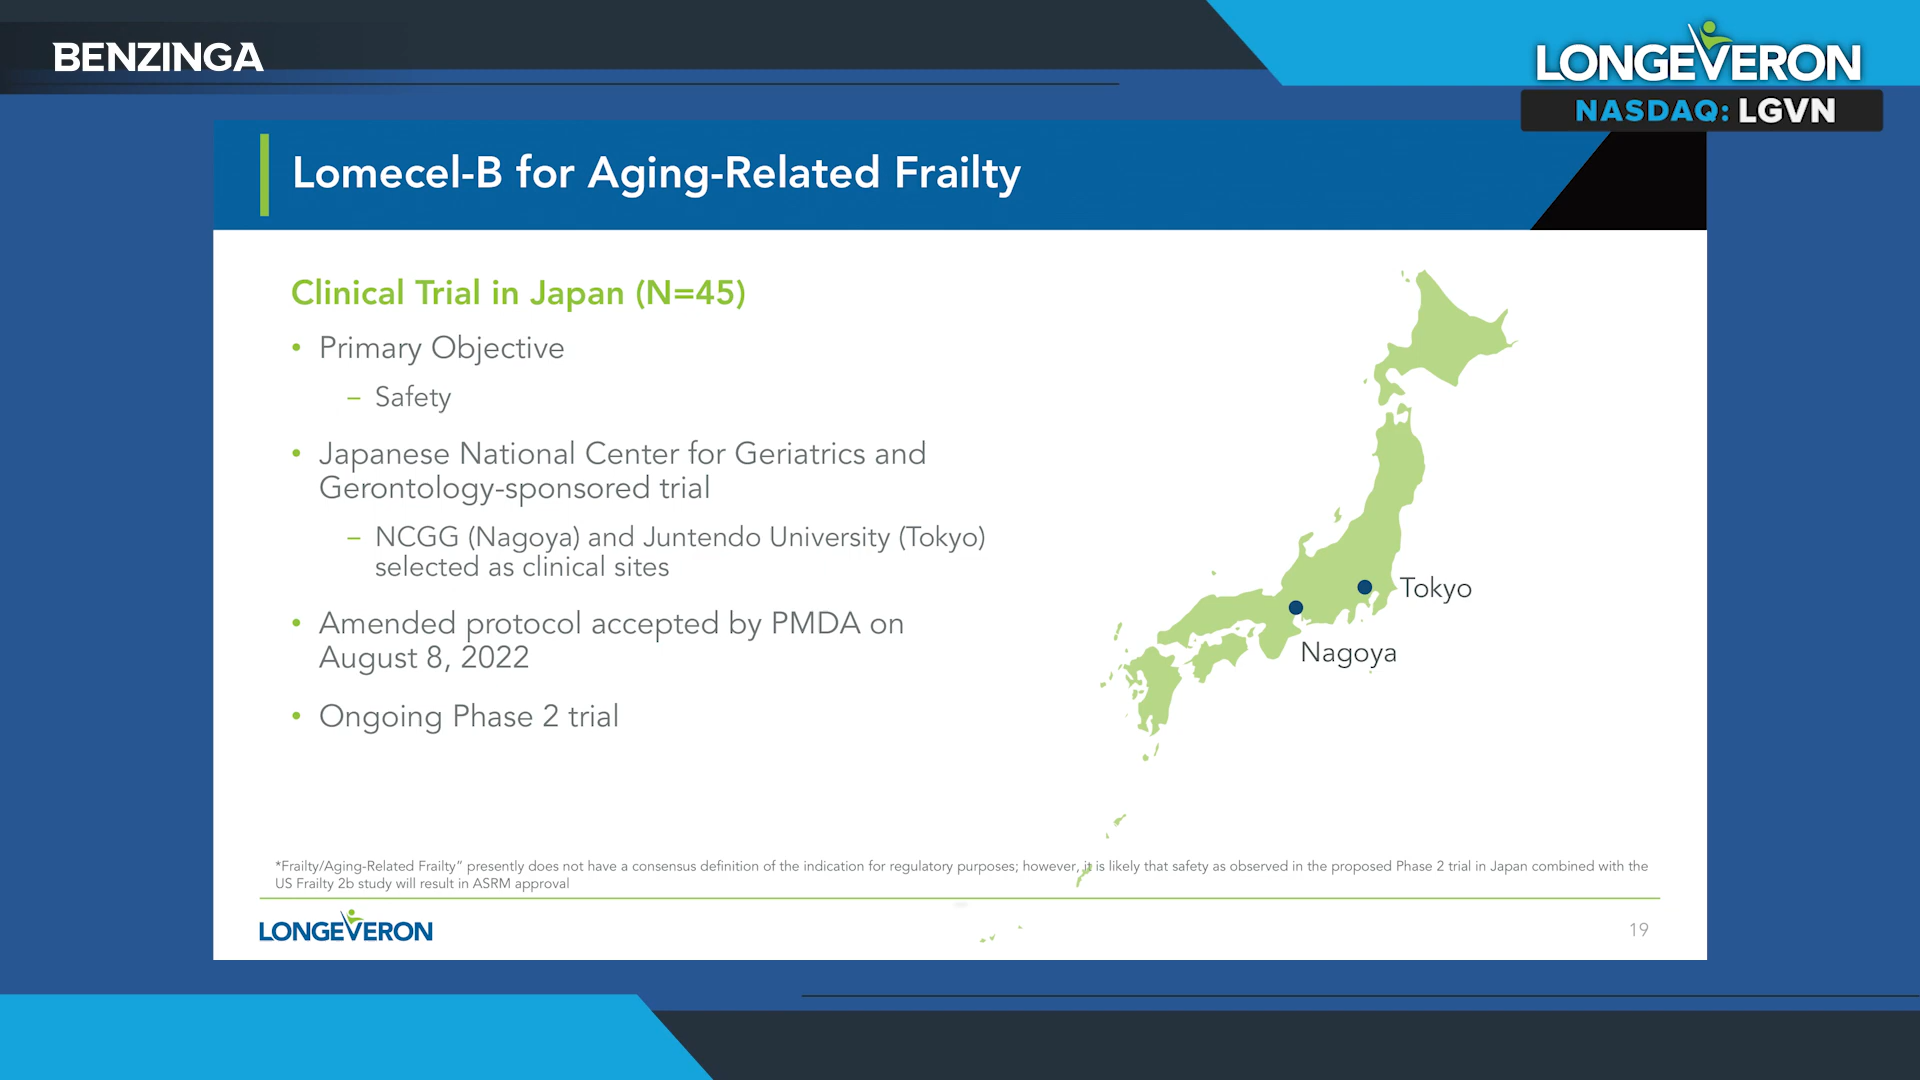 BENZINGA
LONGEVERON
NASDAQ: LGVN
Lomecel-B for Aging-Related Frailty
Clinical Trial in Japan (N=45)
• Primary Objective
– Safety
• Japanese National Center for Geriatrics and
Gerontology-sponsored trial
– NCGG (Nagoya) and Juntendo University (Tokyo)
selected as clinical sites
• Amended protocol accepted by PMDA on
August 8, 2022
• Ongoing Phase 2 trial
Tokyo
Nagoya
*Frailty/Aging-Related Frailty” presently does not have a consensus definition of the indication for regulatory purposes; however, it is likely that safety as observed in the proposed Phase 2 trial in Japan combined with the
US Frailty 2b study will result in ASRM approval
LONGEVERON
19